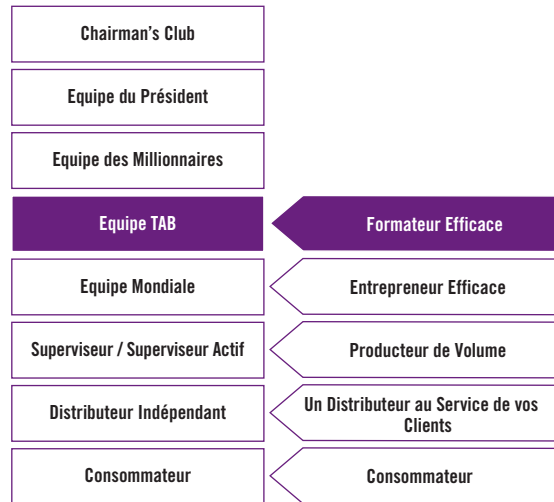 Chairman’s Club
Equipe du Président
Equipe des Millionnaires
Equipe TAB
Formateur Efficace
Equipe Mondiale
Entrepreneur Efficace
Superviseur / Superviseur Actif
Producteur de Volume
Distributeur Indépendant
Un Distributeur au Service de vos
Clients
Consommateur
Consommateur